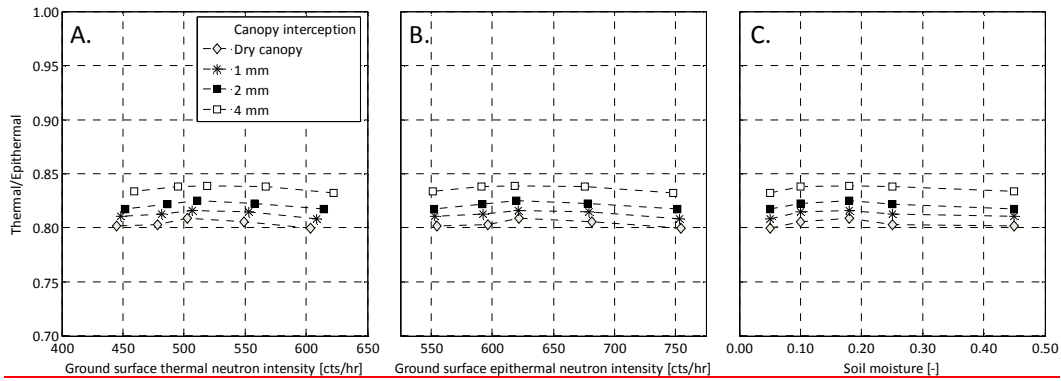 A.
B.
C.
Canopy interception
Dry canopy
1 mm
2 mm
4 mm
Thermal/Epithermal
1.00
0.95
0.90
0.85
0.80
0.75
0.70
400 450 500 550 600 650
550 600 650 700 750
0.00 0.10 0.20 0.30 0.40 0.50
Ground surface thermal neutron intensity [cts/hr]
Ground surface epithermal neutron intensity [cts/hr]
Soil moisture [-]